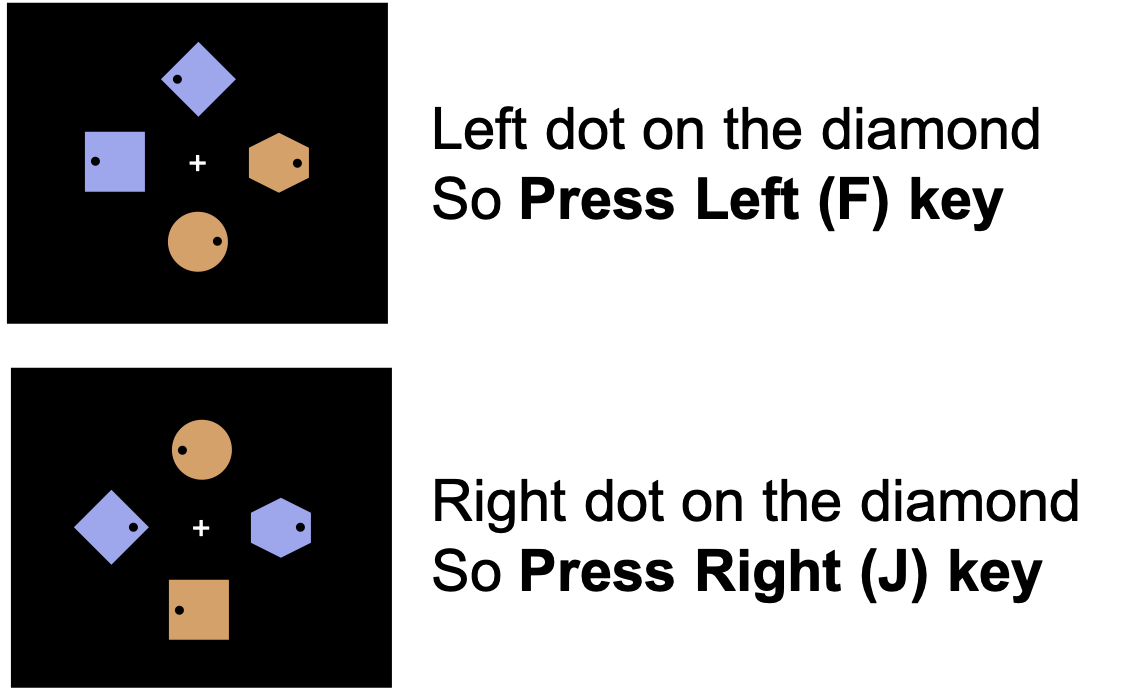 Left dot on the diamond
So Press Left (F) key
Right dot on the diamond
So Press Right (J) key